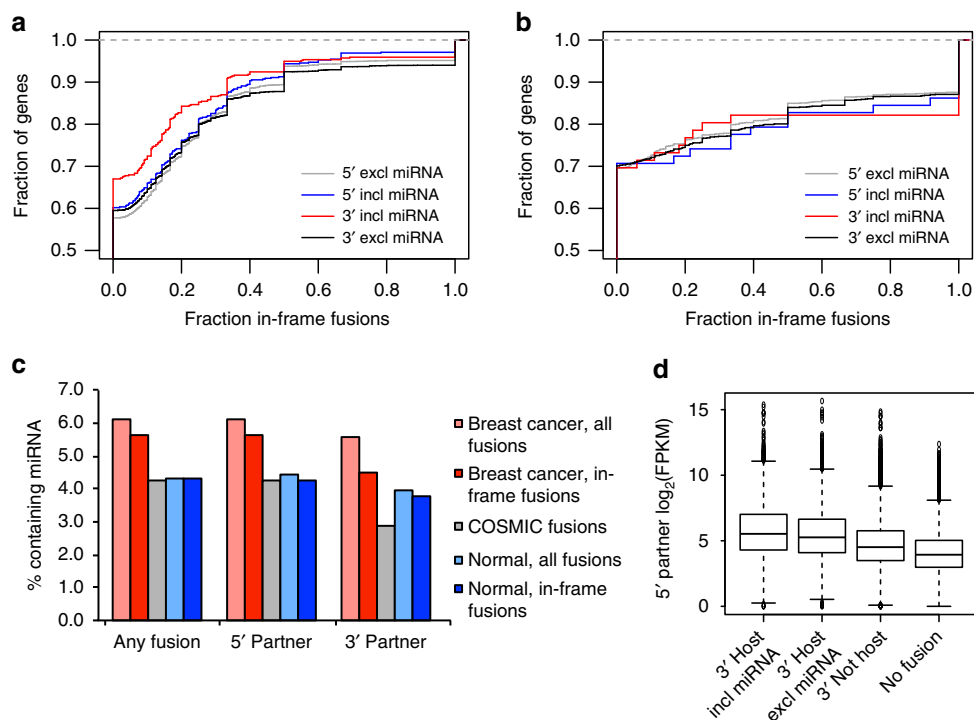 a
1.0
0.9
0.8
0.7
0.6
0.5
Fraction of genes
5′ excl miRNA
5′ incl miRNA
3′ incl miRNA
3′ excl miRNA
0.0 0.2 0.4 0.6 0.8 1.0
Fraction in-frame fusions
b
1.0
0.9
0.8
0.7
0.6
0.5
Fraction of genes
5′ excl miRNA
5′ incl miRNA
3′ incl miRNA
3′ excl miRNA
0.0 0.2 0.4 0.6 0.8 1.0
Fraction in-frame fusions
c
7.0
6.0
5.0
4.0
3.0
2.0
1.0
0.0
% containing miRNA
Any fusion 5′ Partner 3′ Partner
Breast cancer, all
fusions
Breast cancer, in-
frame fusions
COSMIC fusions
Normal, all fusions
Normal, in-frame
fusions
d
15
10
5
0
5′ partner log2(FPKM)
3′ Host
incl miRNA
3′ Host
excl miRNA
3′ Not host
No fusion